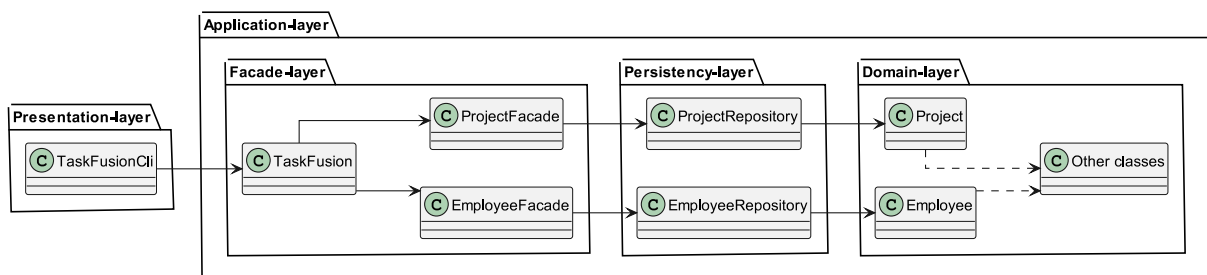 Application-layer
Facade-layer
Persistency-layer
Domain-layer
Presentation-layer
C ProjectFacade
C ProjectRepository
C Project
C TaskFusionCli
C TaskFusion
C Other classes
C EmployeeFacade
C EmployeeRepository
C Employee